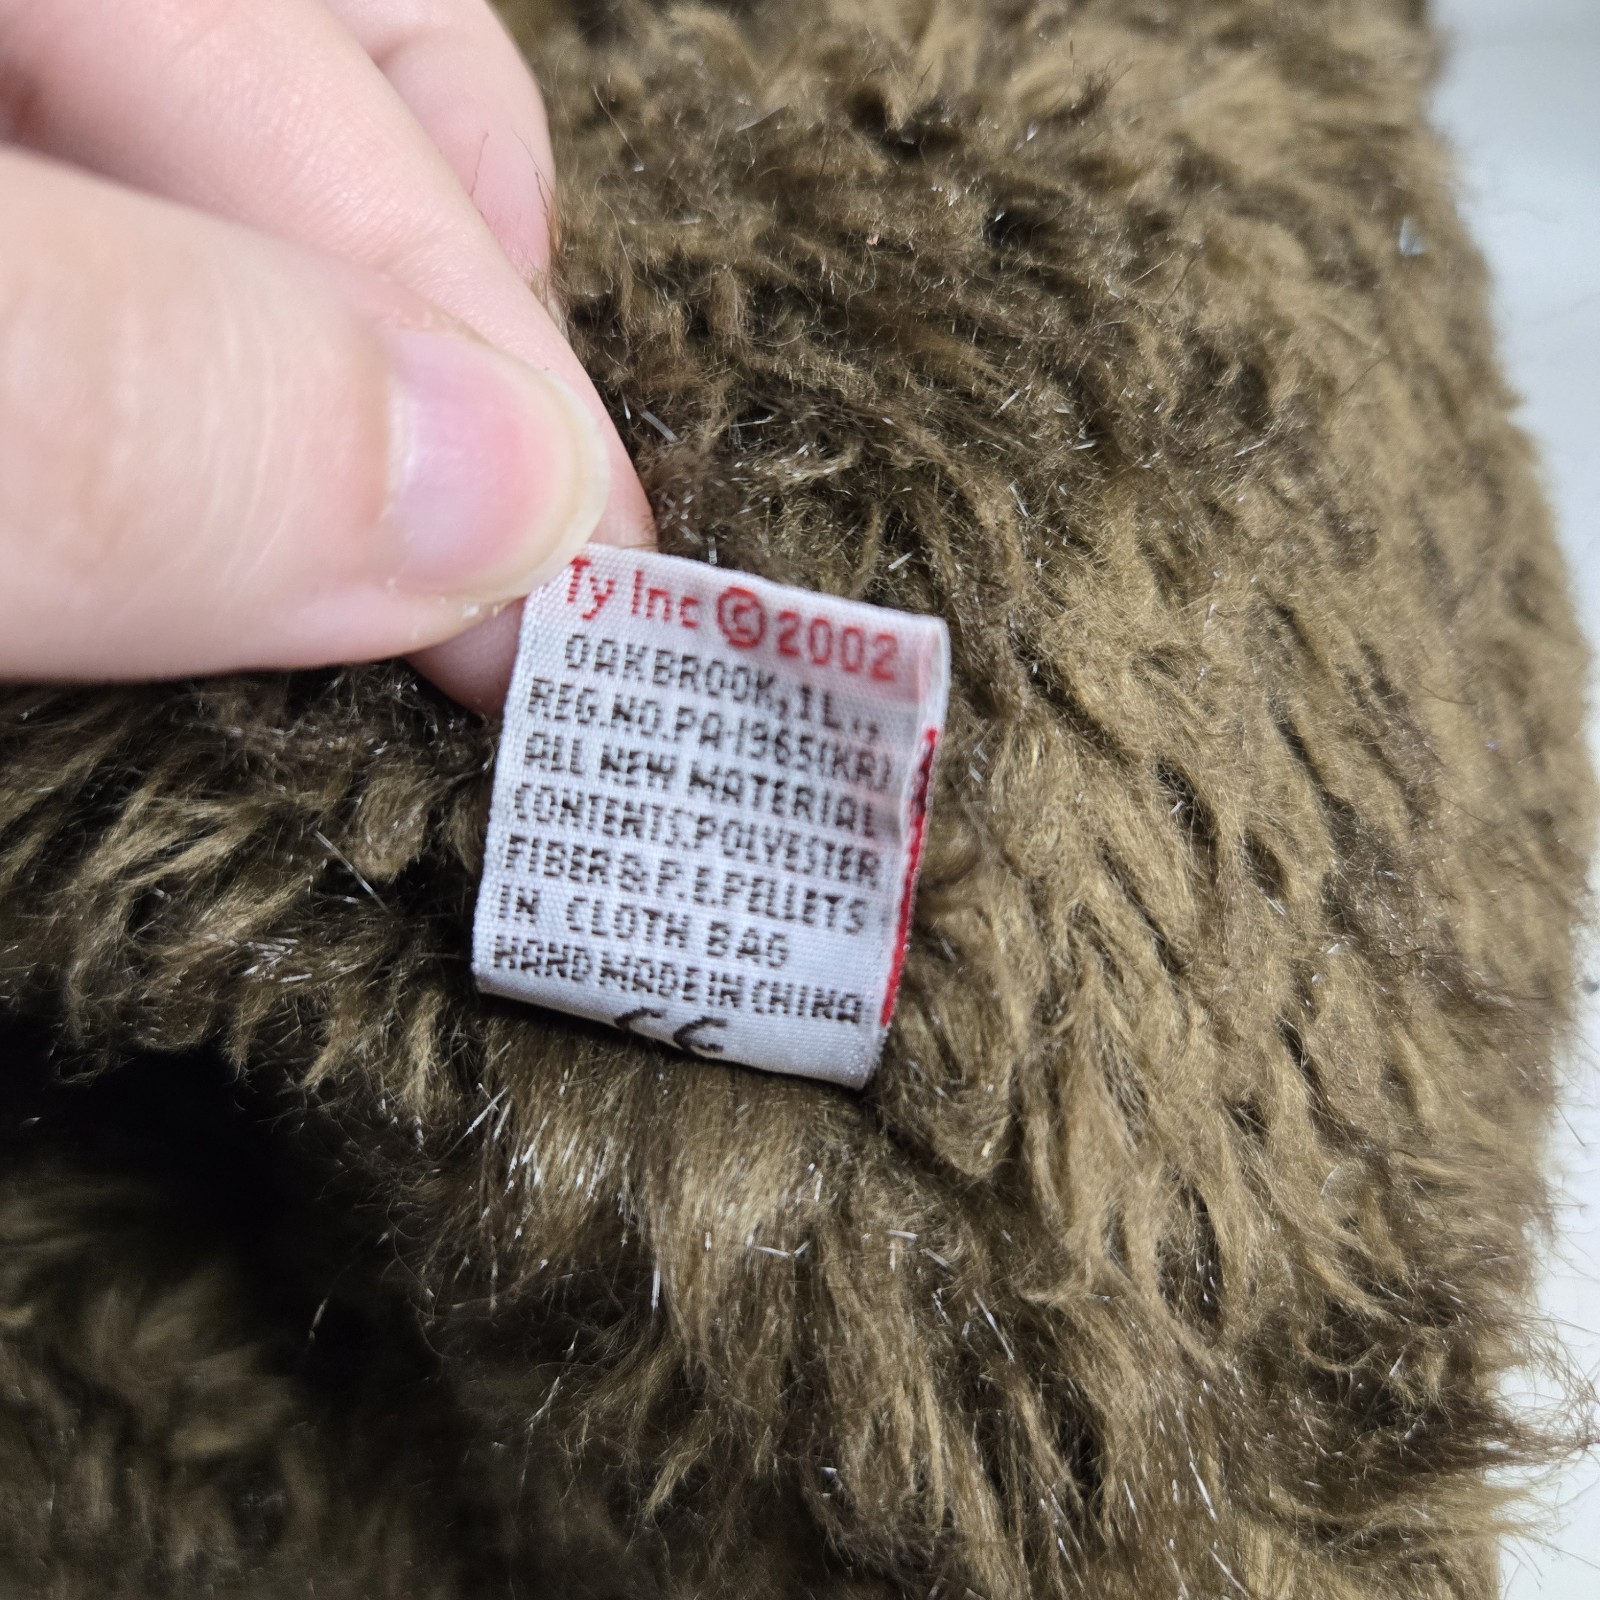 Ty Inc ©2002
OAKBROOK, IL.,
REG.NO.PA-1965(KR)
ALL NEW MATERIAL
CONTENTS:POLYESTER
FIBER & P.E.PELLETS
IN CLOTH BAG
HAND MADE IN CHINA
CE